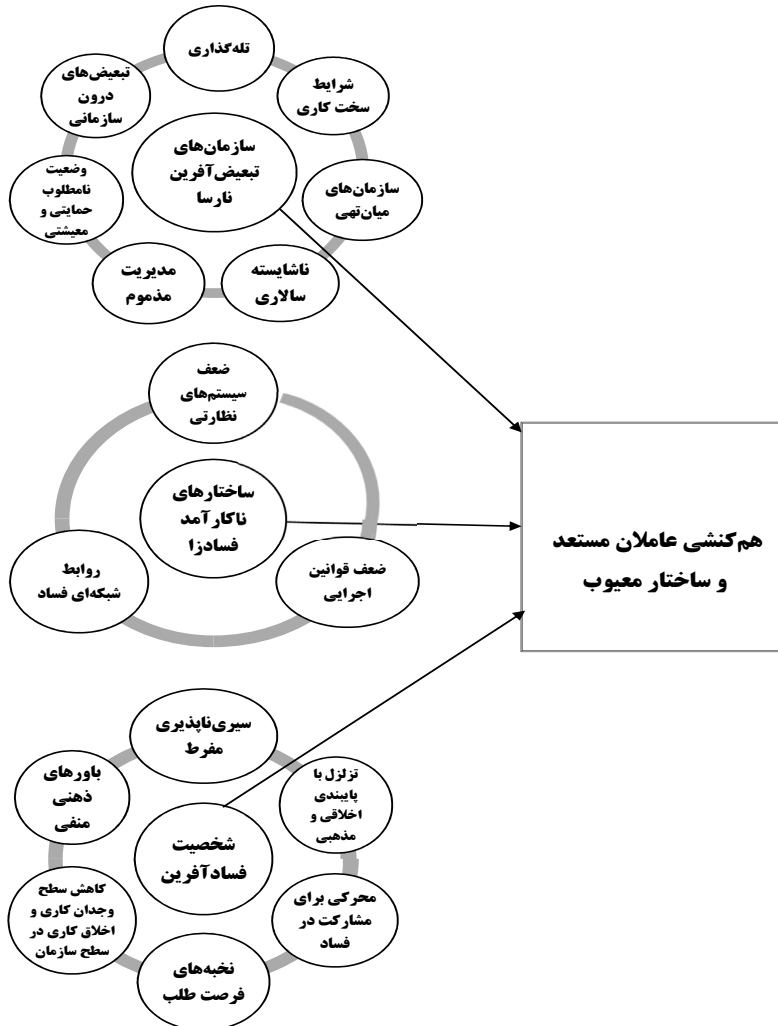 تله‌گذاری
شرایط
سخت کاری
تبعیض‌های
درون
سازمانی
سازمان‌های
تبعیض‌آفرین
نارسا
وضعیت
نامطلوب
حمایتی و
معیشتی
سازمان‌های
میان‌تهی
مدیریت
مذموم
ناشایسته
سالاری
ضعف
سیستم‌های
نظارتی
ساختارهای
ناکارآمد
فسادزا
روابط
شبکه‌ای فساد
ضعف قوانین
اجرایی
هم‌کنشی عاملان مستعد
و ساختار معیوب
سیری‌ناپذیری
مفرط
باورهای
ذهنی
منفی
تزلزل با
پایبندی
اخلاقی و
مذهبی
شخصیت
فسادآفرین
کاهش سطح
وجدان کاری و
اخلاق کاری در
سطح سازمان
محرکی برای
مشارکت در
فساد
نخبه‌های
فرصت طلب